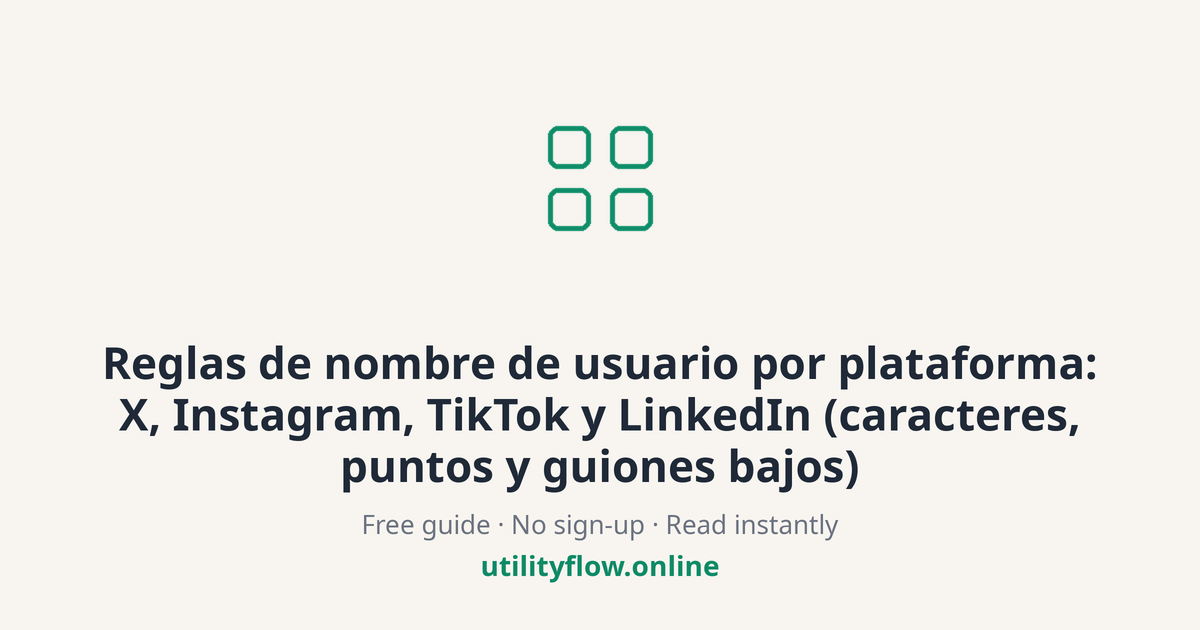 Reglas de nombre de usuario por plataforma:
X, Instagram, TikTok y LinkedIn (caracteres,
puntos y guiones bajos)
Free guide · No sign-up · Read instantly
utilityflow.online